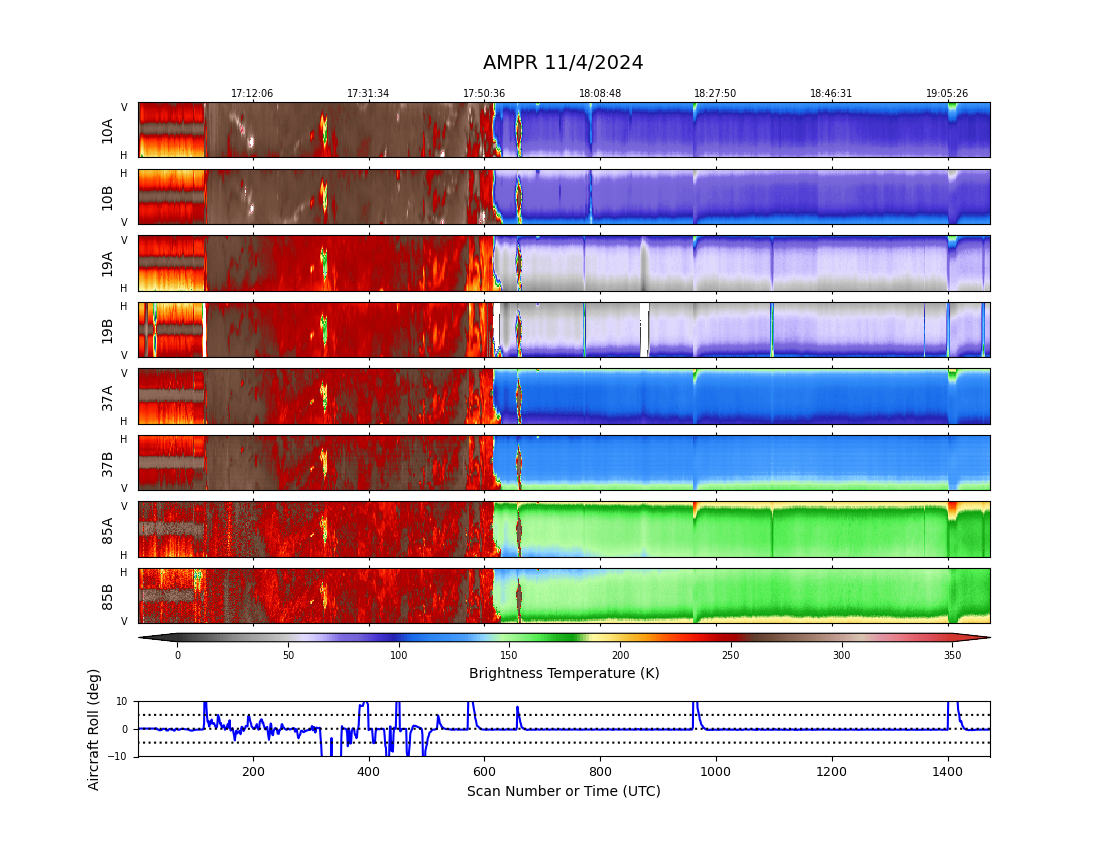 AMPR 11/4/2024
17:12:06 17:31:34 17:50:36 18:08:48 18:27:50 18:46:31 19:05:26
V
10A
H
H
10B
V
V
19A
H
H
19B
V
V
37A
H
H
37B
V
V
85A
H
H
85B
V
0 50 100 150 200 250 300 350
Brightness Temperature (K)
Aircraft Roll (deg)
10
0
−10
200 400 600 800 1000 1200 1400
Scan Number or Time (UTC)